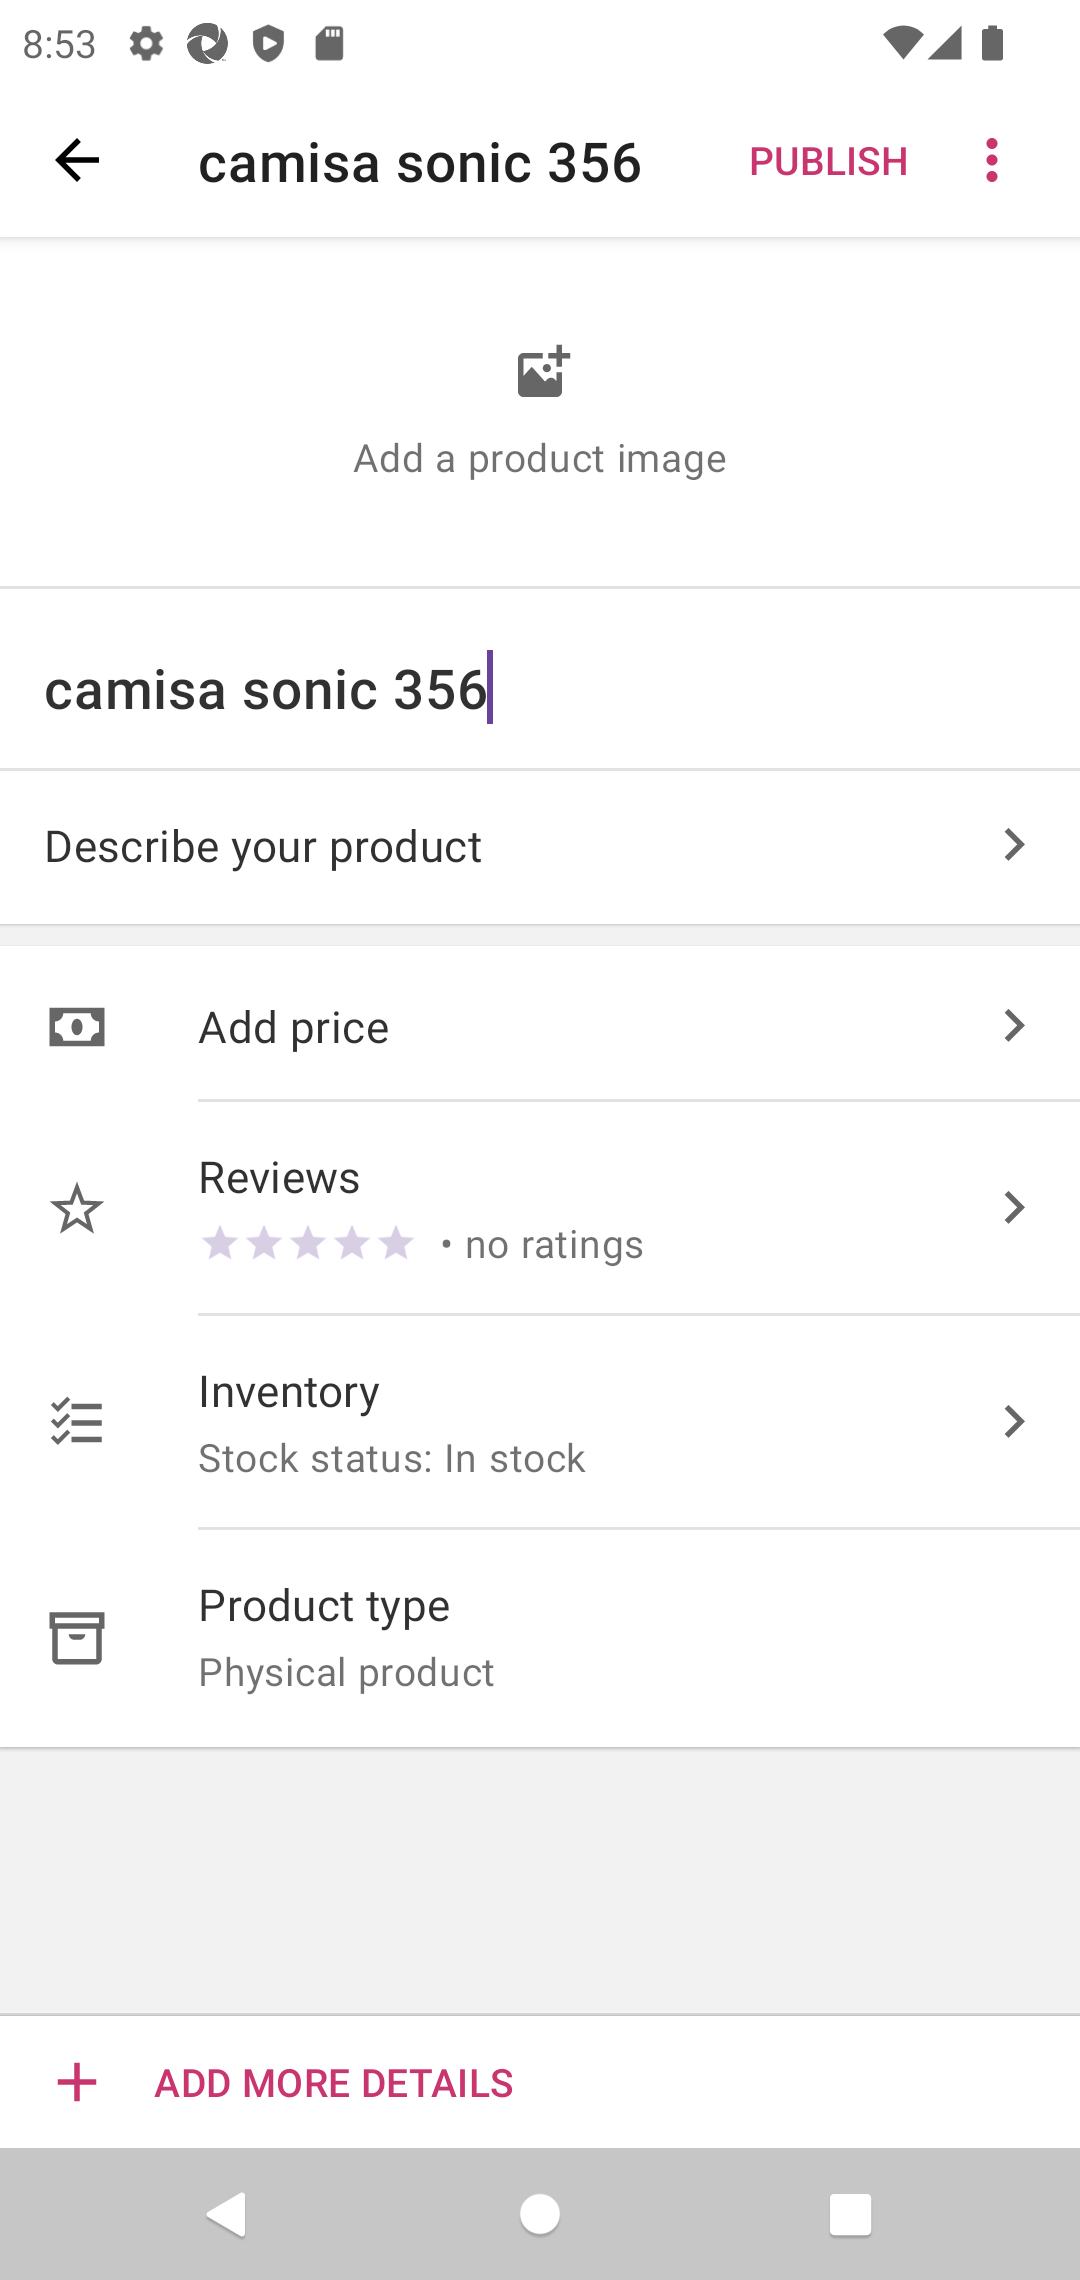 8:53
camisa sonic 356
PUBLISH
Add a product image
camisa sonic 356
Describe your product
Add price
Reviews
• no ratings
Inventory
Stock status: In stock
Product type
Physical product
ADD MORE DETAILS